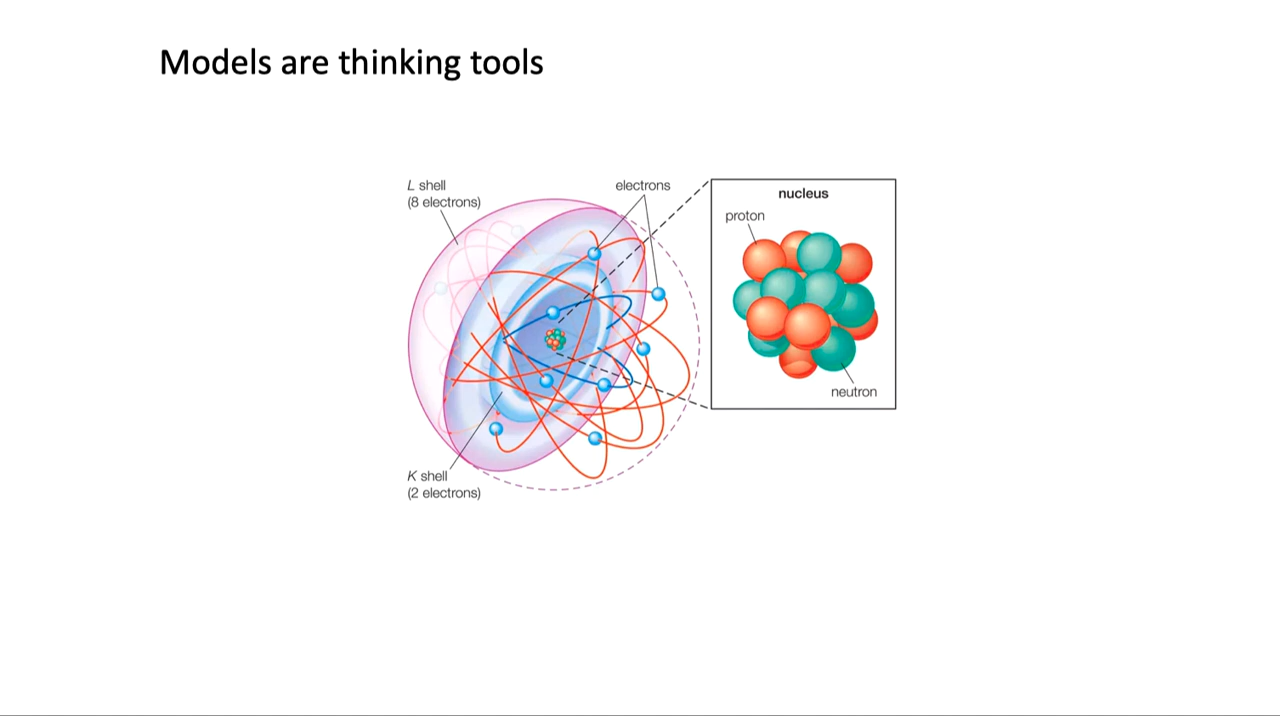 Models are thinking tools
L shell
(8 electrons)
electrons
nucleus
proton
neutron
K shell
(2 electrons)